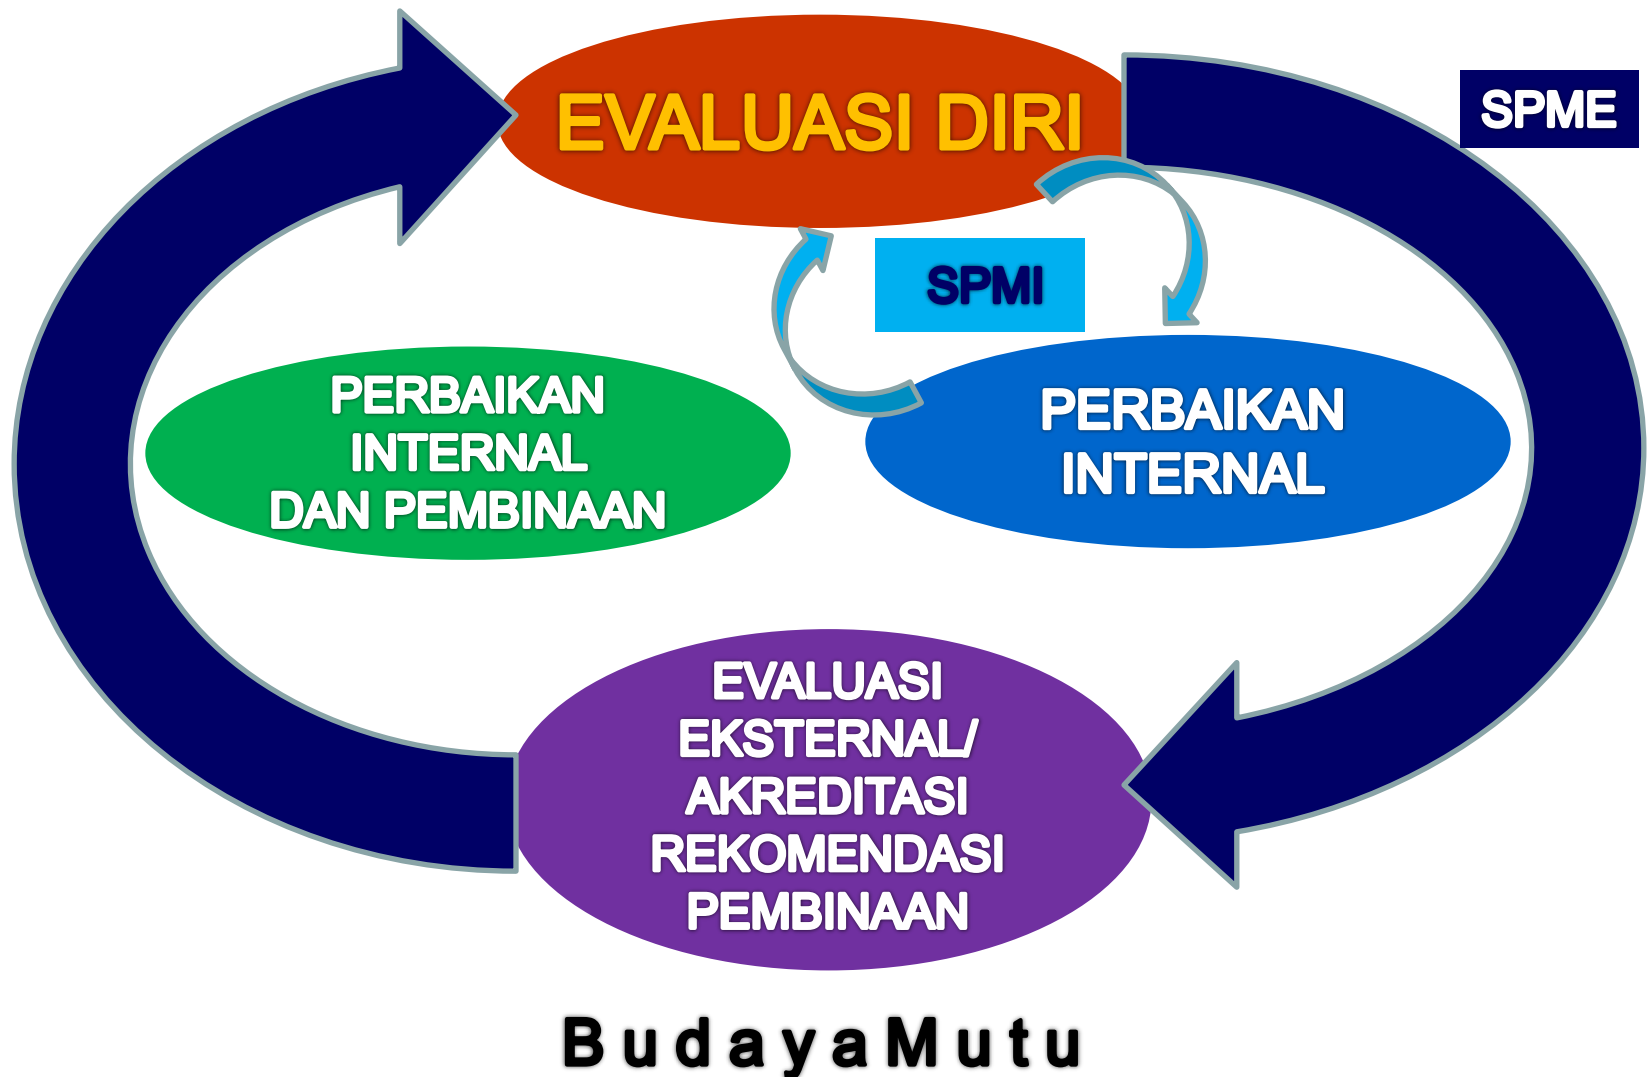 EVALUASI DIRI
SPME
SPMI
PERBAIKAN
INTERNAL
DAN PEMBINAAN
PERBAIKAN
INTERNAL
EVALUASI
EKSTERNAL/
AKREDITASI
REKOMENDASI
PEMBINAAN
BudayaMutu